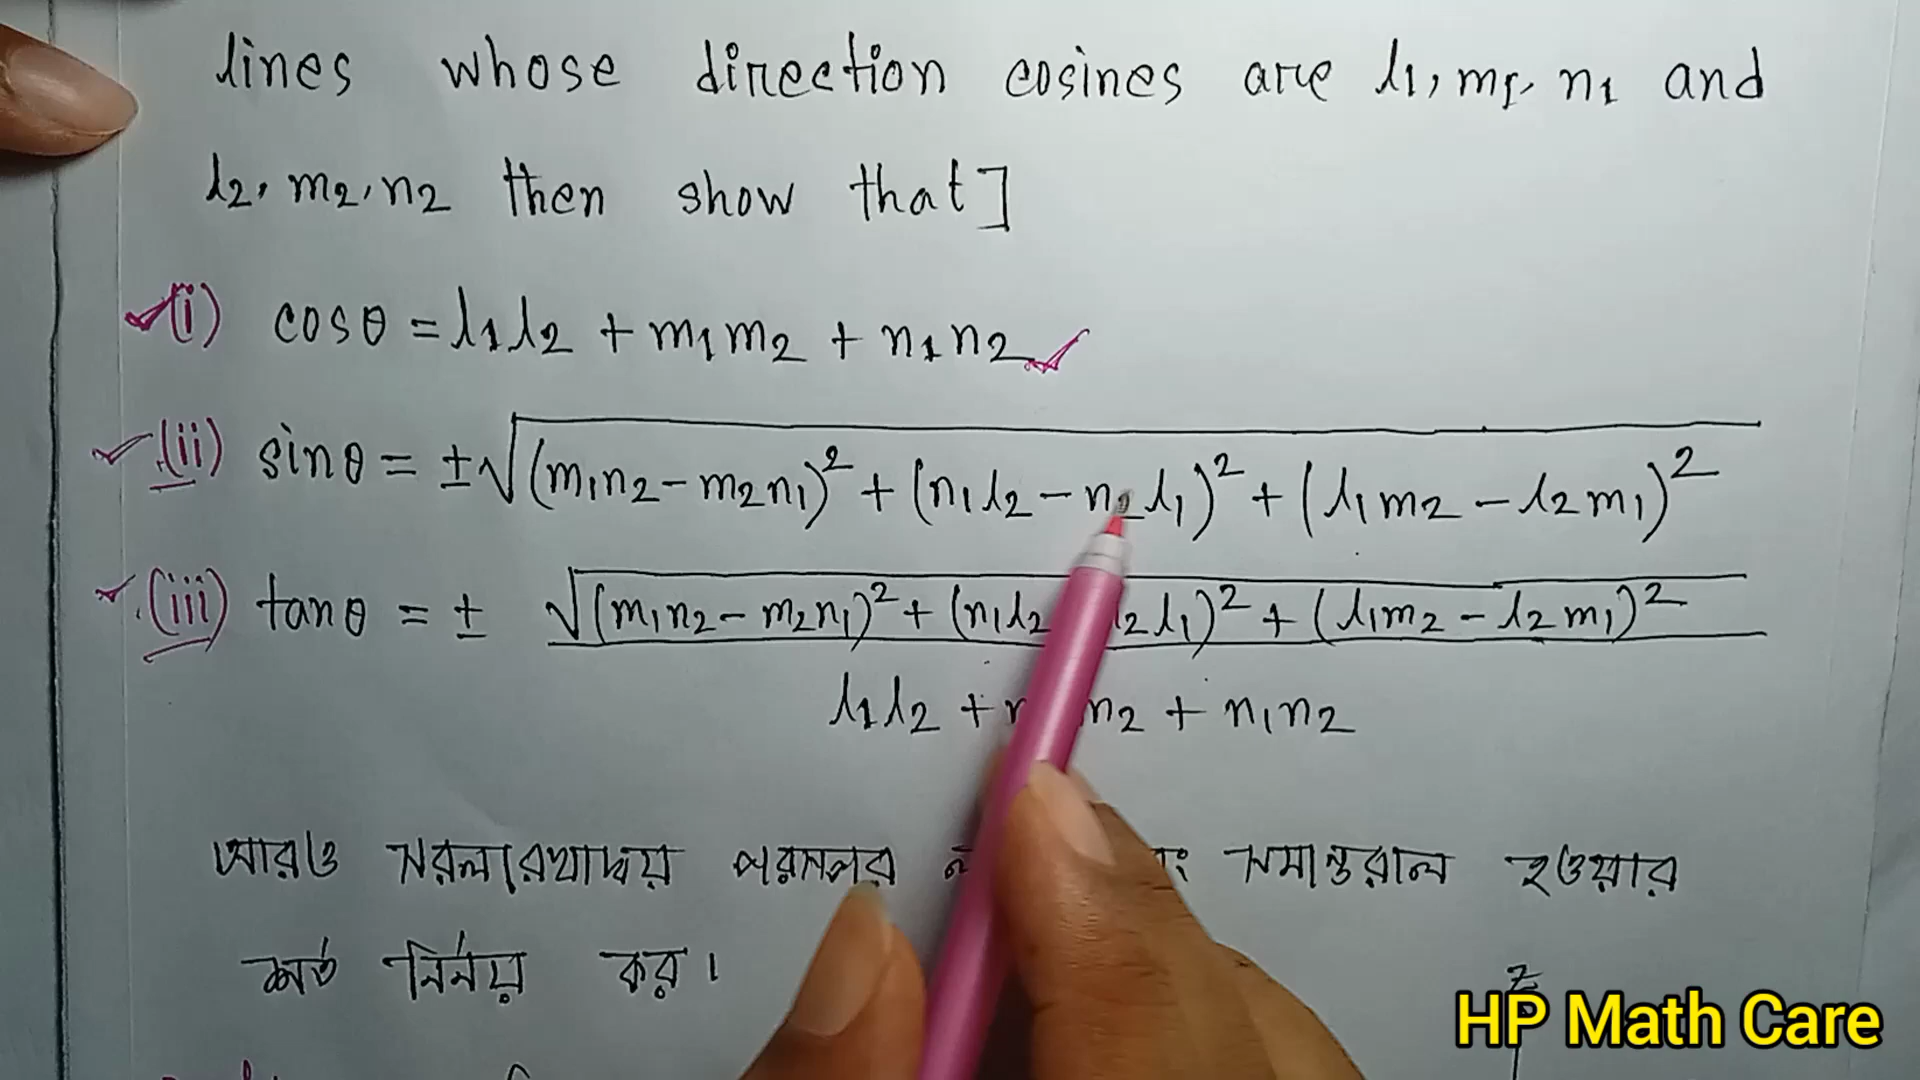 lines whose direction cosines are l1, m1, n1 and
l2, m2, n2 then show that]
(i) cosθ = l1l2 + m1m2 + n1n2
(ii) sinθ = ±√(m1n2 - m2n1)² + (n1l2 - n2l1)² + (l1m2 - l2m1)²
(iii) tanθ = ± √(m1n2 - m2n1)² + (n1l2 2l1)² + (l1m2 - l2m1)²
l1l2 + m2 + n1n2
আরও সরলরেখাদ্বয় পরস্পর সমান্তরাল হওয়ার
শর্ত নির্ণয় কর।
z
HP Math Care